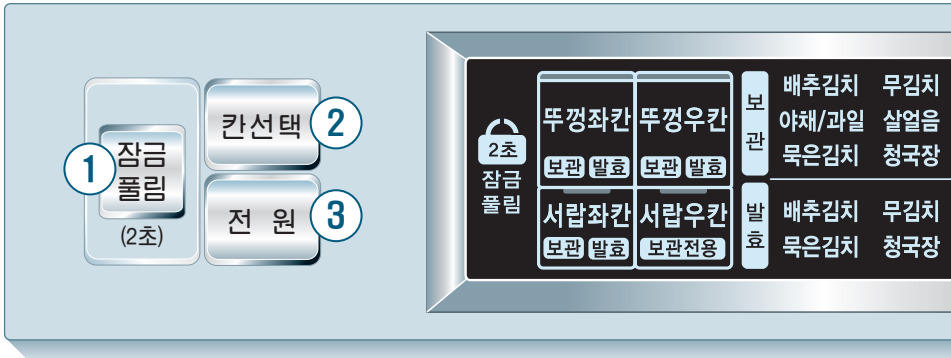 1
잠금
풀림
(2초)
칸선택
2
전 원
3
2초
잠금
풀림
뚜껑좌칸
보관 발효
뚜껑우칸
보관 발효
서랍좌칸
보관 발효
서랍우칸
보관전용
보관
배추김치 무김치
야채/과일 살얼음
묵은김치 청국장
발효
배추김치 무김치
묵은김치 청국장